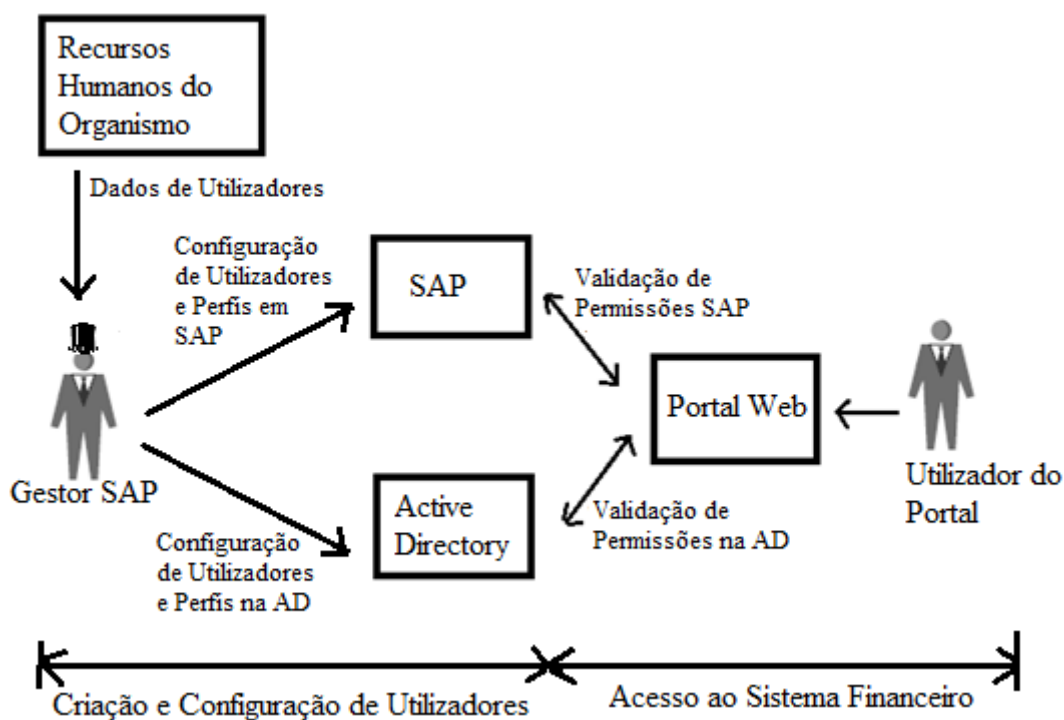 Recursos
Humanos do
Organismo
Dados de Utilizadores
Configuração
de Utilizadores
e Perfis em
SAP
SAP
Validação de
Permissões SAP
Portal Web
Gestor SAP
Active
Directory
Utilizador do
Portal
Configuração
de Utilizadores
e Perfis na AD
Validação de
Permissões na AD
Criação e Configuração de Utilizadores
Acesso ao Sistema Financeiro